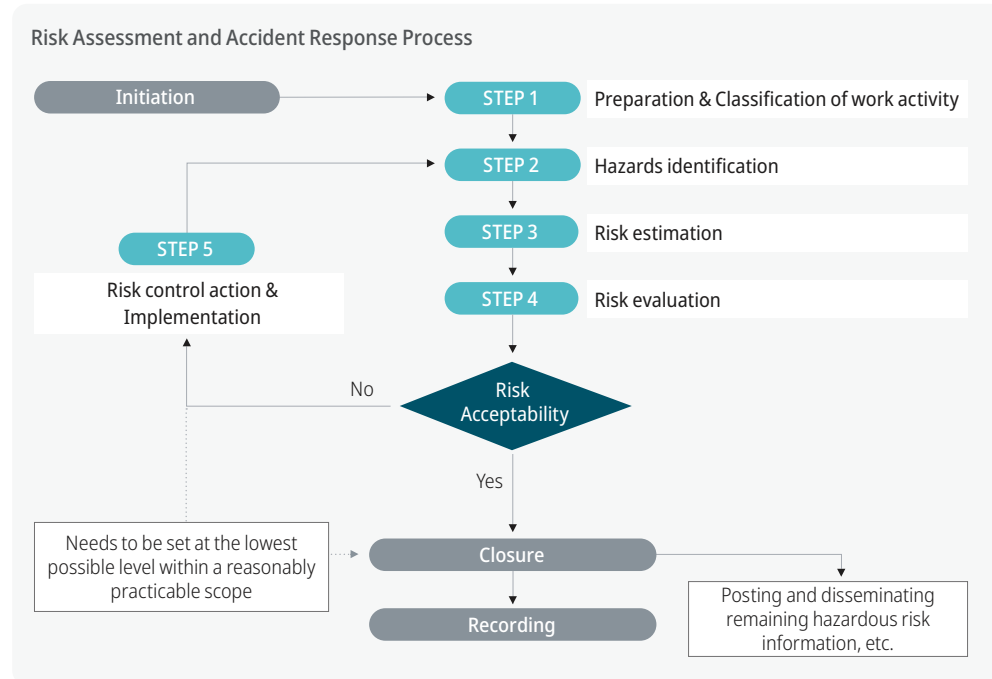 Risk Assessment and Accident Response Process
Initiation
STEP 1
Preparation & Classification of work activity
STEP 2
Hazards identification
STEP 3
Risk estimation
STEP 5
Risk control action &
Implementation
STEP 4
Risk evaluation
No
Risk
Acceptability
Yes
Needs to be set at the lowest
possible level within a reasonably
practicable scope
Closure
Posting and disseminating
remaining hazardous risk
information, etc.
Recording